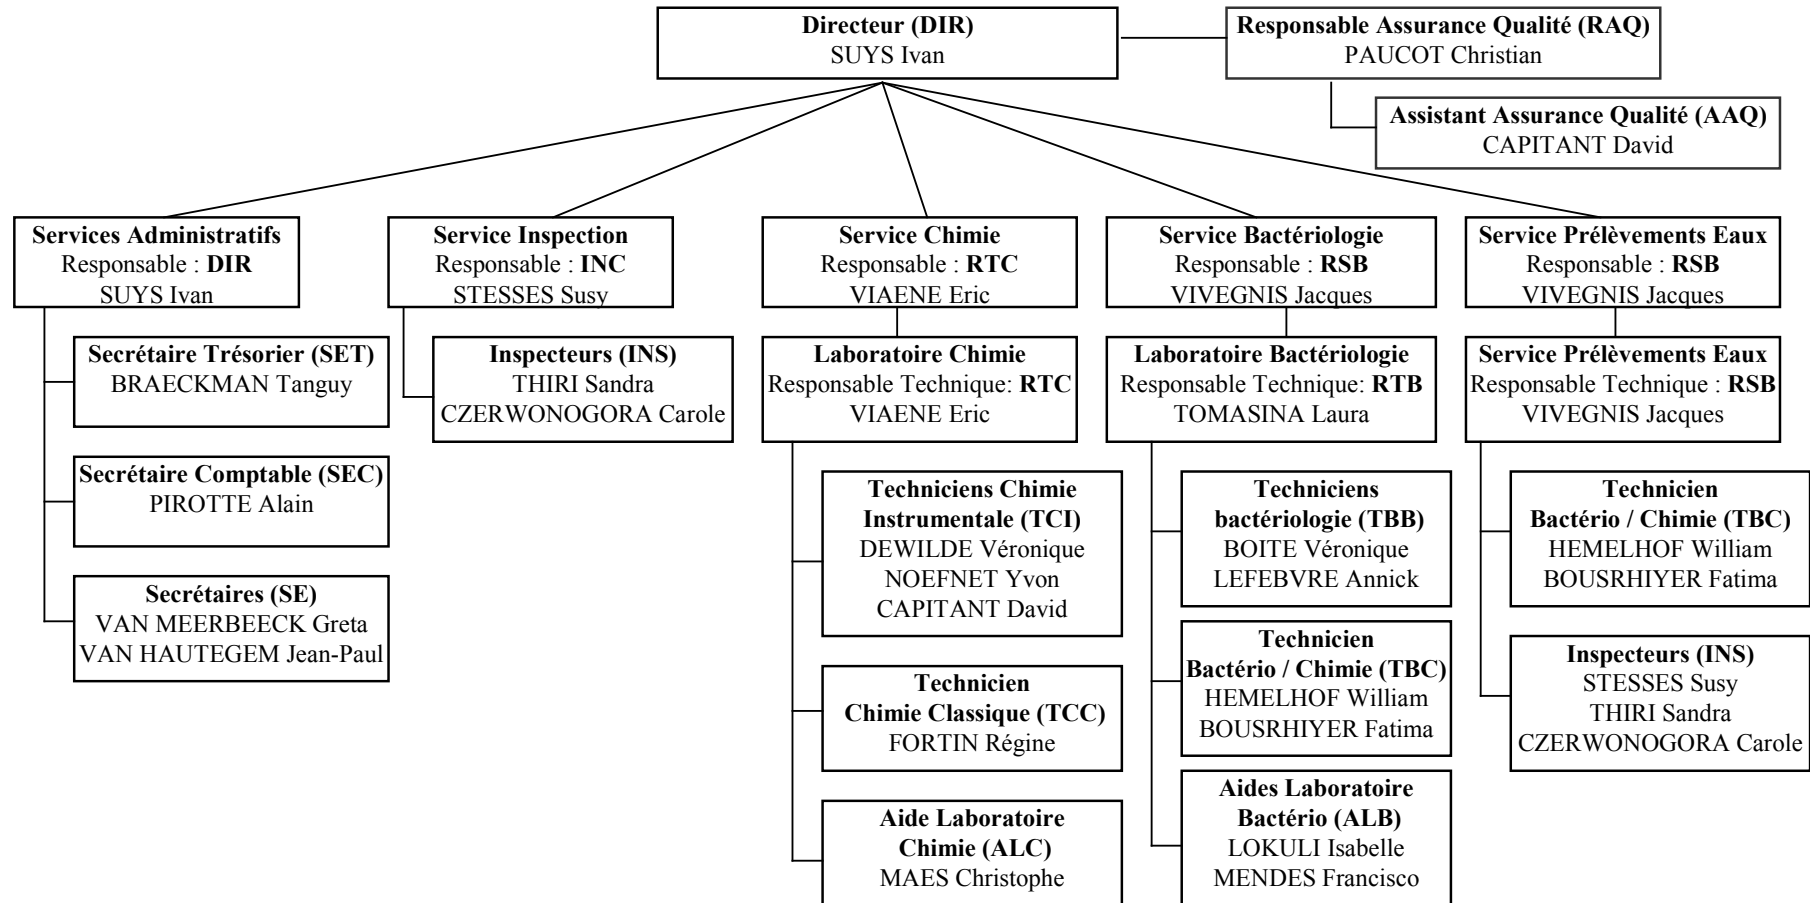 Directeur (DIR)
SUYS Ivan
Responsable Assurance Qualité (RAQ)
PAUCOT Christian
Assistant Assurance Qualité (AAQ)
CAPITANT David
Services Administratifs
Responsable : DIR
SUYS Ivan
Secrétaire Trésorier (SET)
BRAECKMAN Tanguy
Secrétaire Comptable (SEC)
PIROTTE Alain
Secrétaires (SE)
VAN MEERBEECK Greta
VAN HAUTEGEM Jean-Paul
Service Inspection
Responsable : INC
STESSES Susy
Inspecteurs (INS)
THIRI Sandra
CZERWONOGORA Carole
Service Chimie
Responsable : RTC
VIAENE Eric
Laboratoire Chimie
Responsable Technique: RTC
VIAENE Eric
Techniciens Chimie
Instrumentale (TCI)
DEWILDE Véronique
NOEFNET Yvon
CAPITANT David
Technicien
Chimie Classique (TCC)
FORTIN Régine
Aide Laboratoire
Chimie (ALC)
MAES Christophe
Service Bactériologie
Responsable : RSB
VIVEGNIS Jacques
Laboratoire Bactériologie
Responsable Technique: RTB
TOMASINA Laura
Techniciens
bactériologie (TBB)
BOITE Véronique
LEFEBVRE Annick
Technicien
Bactério / Chimie (TBC)
HEMELHOF William
BOUSRHIYER Fatima
Aides Laboratoire
Bactério (ALB)
LOKULI Isabelle
MENDES Francisco
Service Prélèvements Eaux
Responsable : RSB
VIVEGNIS Jacques
Service Prélèvements Eaux
Responsable Technique : RSB
VIVEGNIS Jacques
Technicien
Bactério / Chimie (TBC)
HEMELHOF William
BOUSRHIYER Fatima
Inspecteurs (INS)
STESSES Susy
THIRI Sandra
CZERWONOGORA Carole